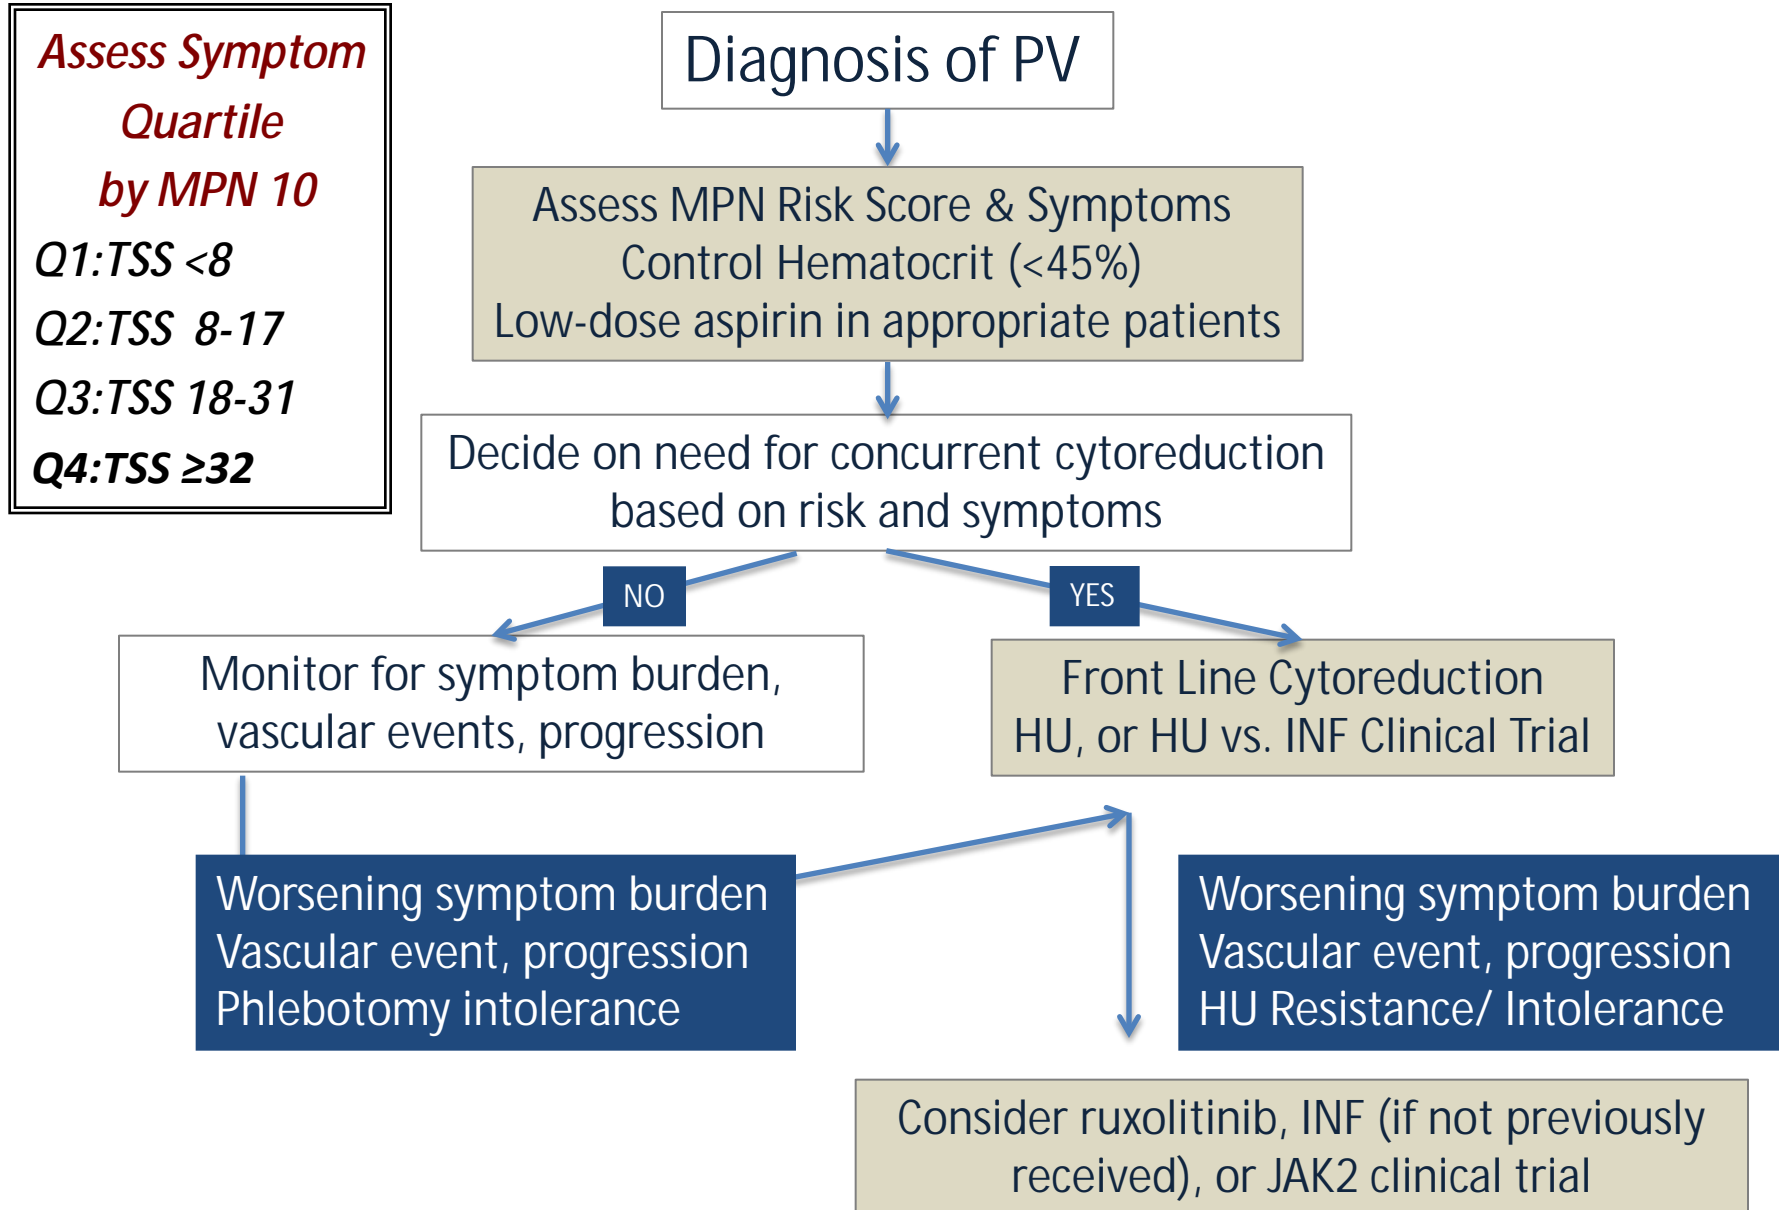 Assess Symptom
Quartile
by MPN 10
Q1:TSS <8
Q2:TSS 8-17
Q3:TSS 18-31
Q4:TSS ≥32
Diagnosis of PV
Assess MPN Risk Score & Symptoms
Control Hematocrit (<45%)
Low-dose aspirin in appropriate patients
Decide on need for concurrent cytoreduction
based on risk and symptoms
NO
YES
Monitor for symptom burden,
vascular events, progression
Front Line Cytoreduction
HU, or HU vs. INF Clinical Trial
Worsening symptom burden
Vascular event, progression
Phlebotomy intolerance
Worsening symptom burden
Vascular event, progression
HU Resistance/ Intolerance
Consider ruxolitinib, INF (if not previously
received), or JAK2 clinical trial